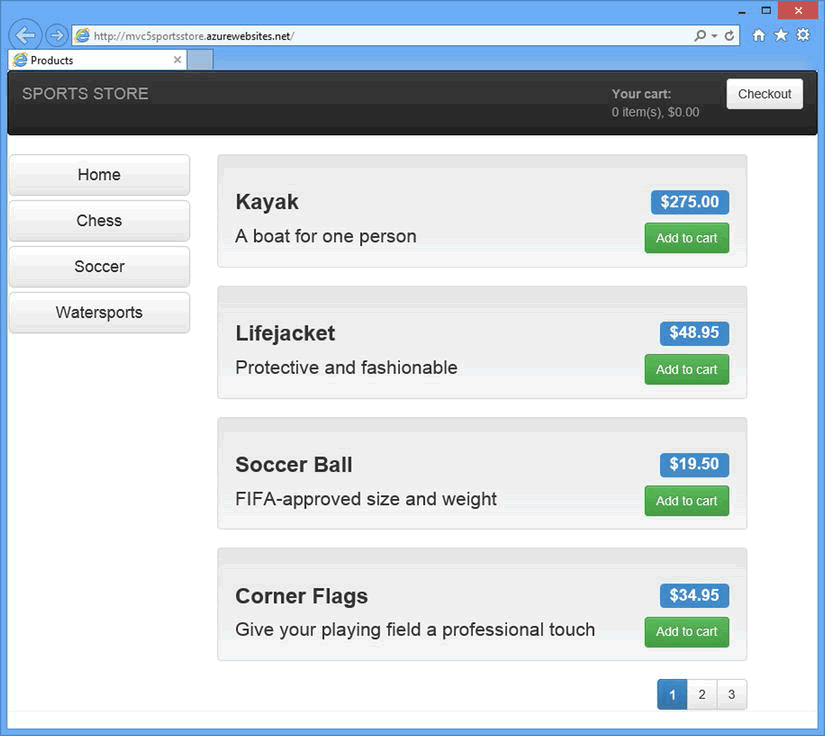 http://mvc5sportsstore.azurewebsites.net/
Products
SPORTS STORE
Your cart:
0 item(s), $0.00
Checkout
Home
Chess
Soccer
Watersports
Kayak
$275.00
A boat for one person
Add to cart
Lifejacket
$48.95
Protective and fashionable
Add to cart
Soccer Ball
$19.50
FIFA-approved size and weight
Add to cart
Corner Flags
$34.95
Give your playing field a professional touch
Add to cart
1 2 3